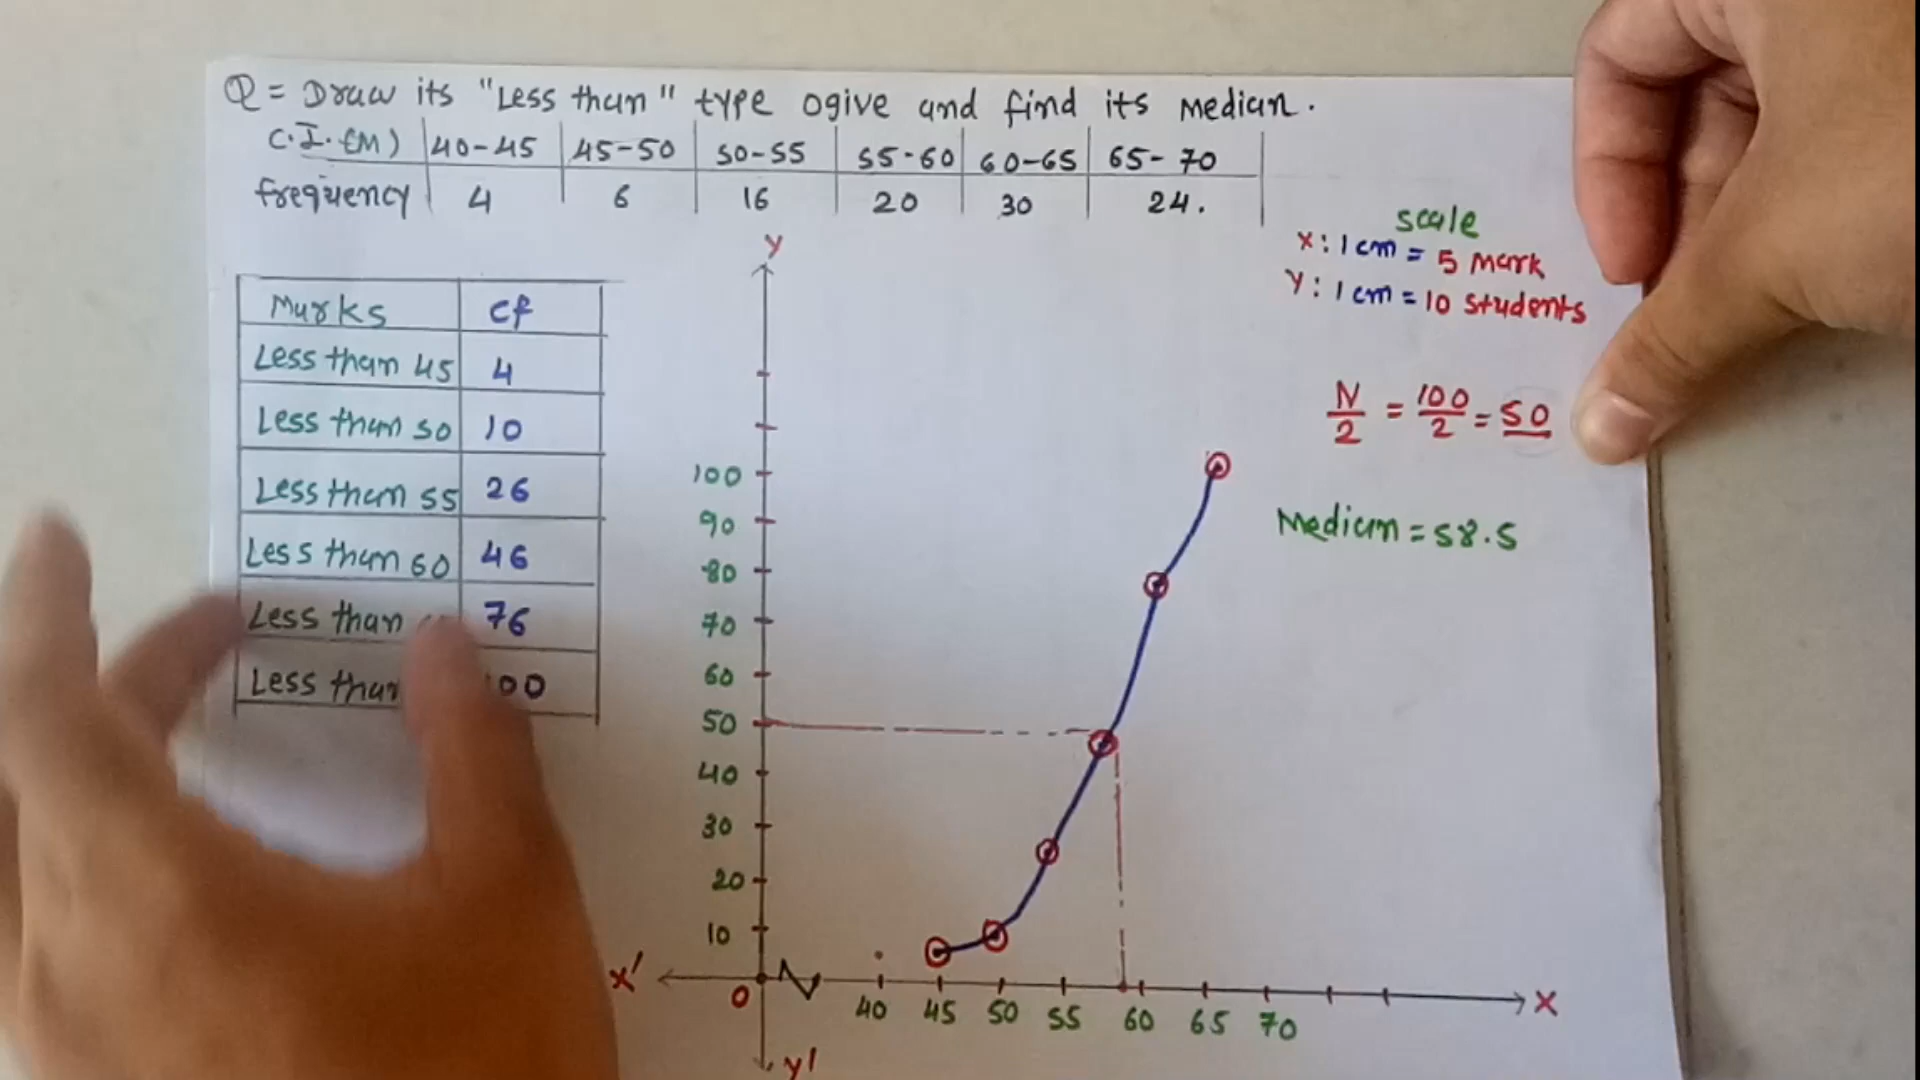 Q = Draw its "Less than" type ogive and find its median.
C.I. (M) 40-45 45-50 50-55 55-60 60-65 65-70
frequency 4 6 16 20 30 24.
scale
X: 1 cm = 5 mark
Y: 1 cm = 10 students
Marks cf
Less than 45 4
Less than 50 10
Less than 55 26
Less than 60 46
Less than 76
Less than 100
N/2 = 100/2 = 50
Median = 58.5
Y
100
90
80
70
60
50
40
30
20
10
X' 0 40 45 50 55 60 65 70 X
Y'